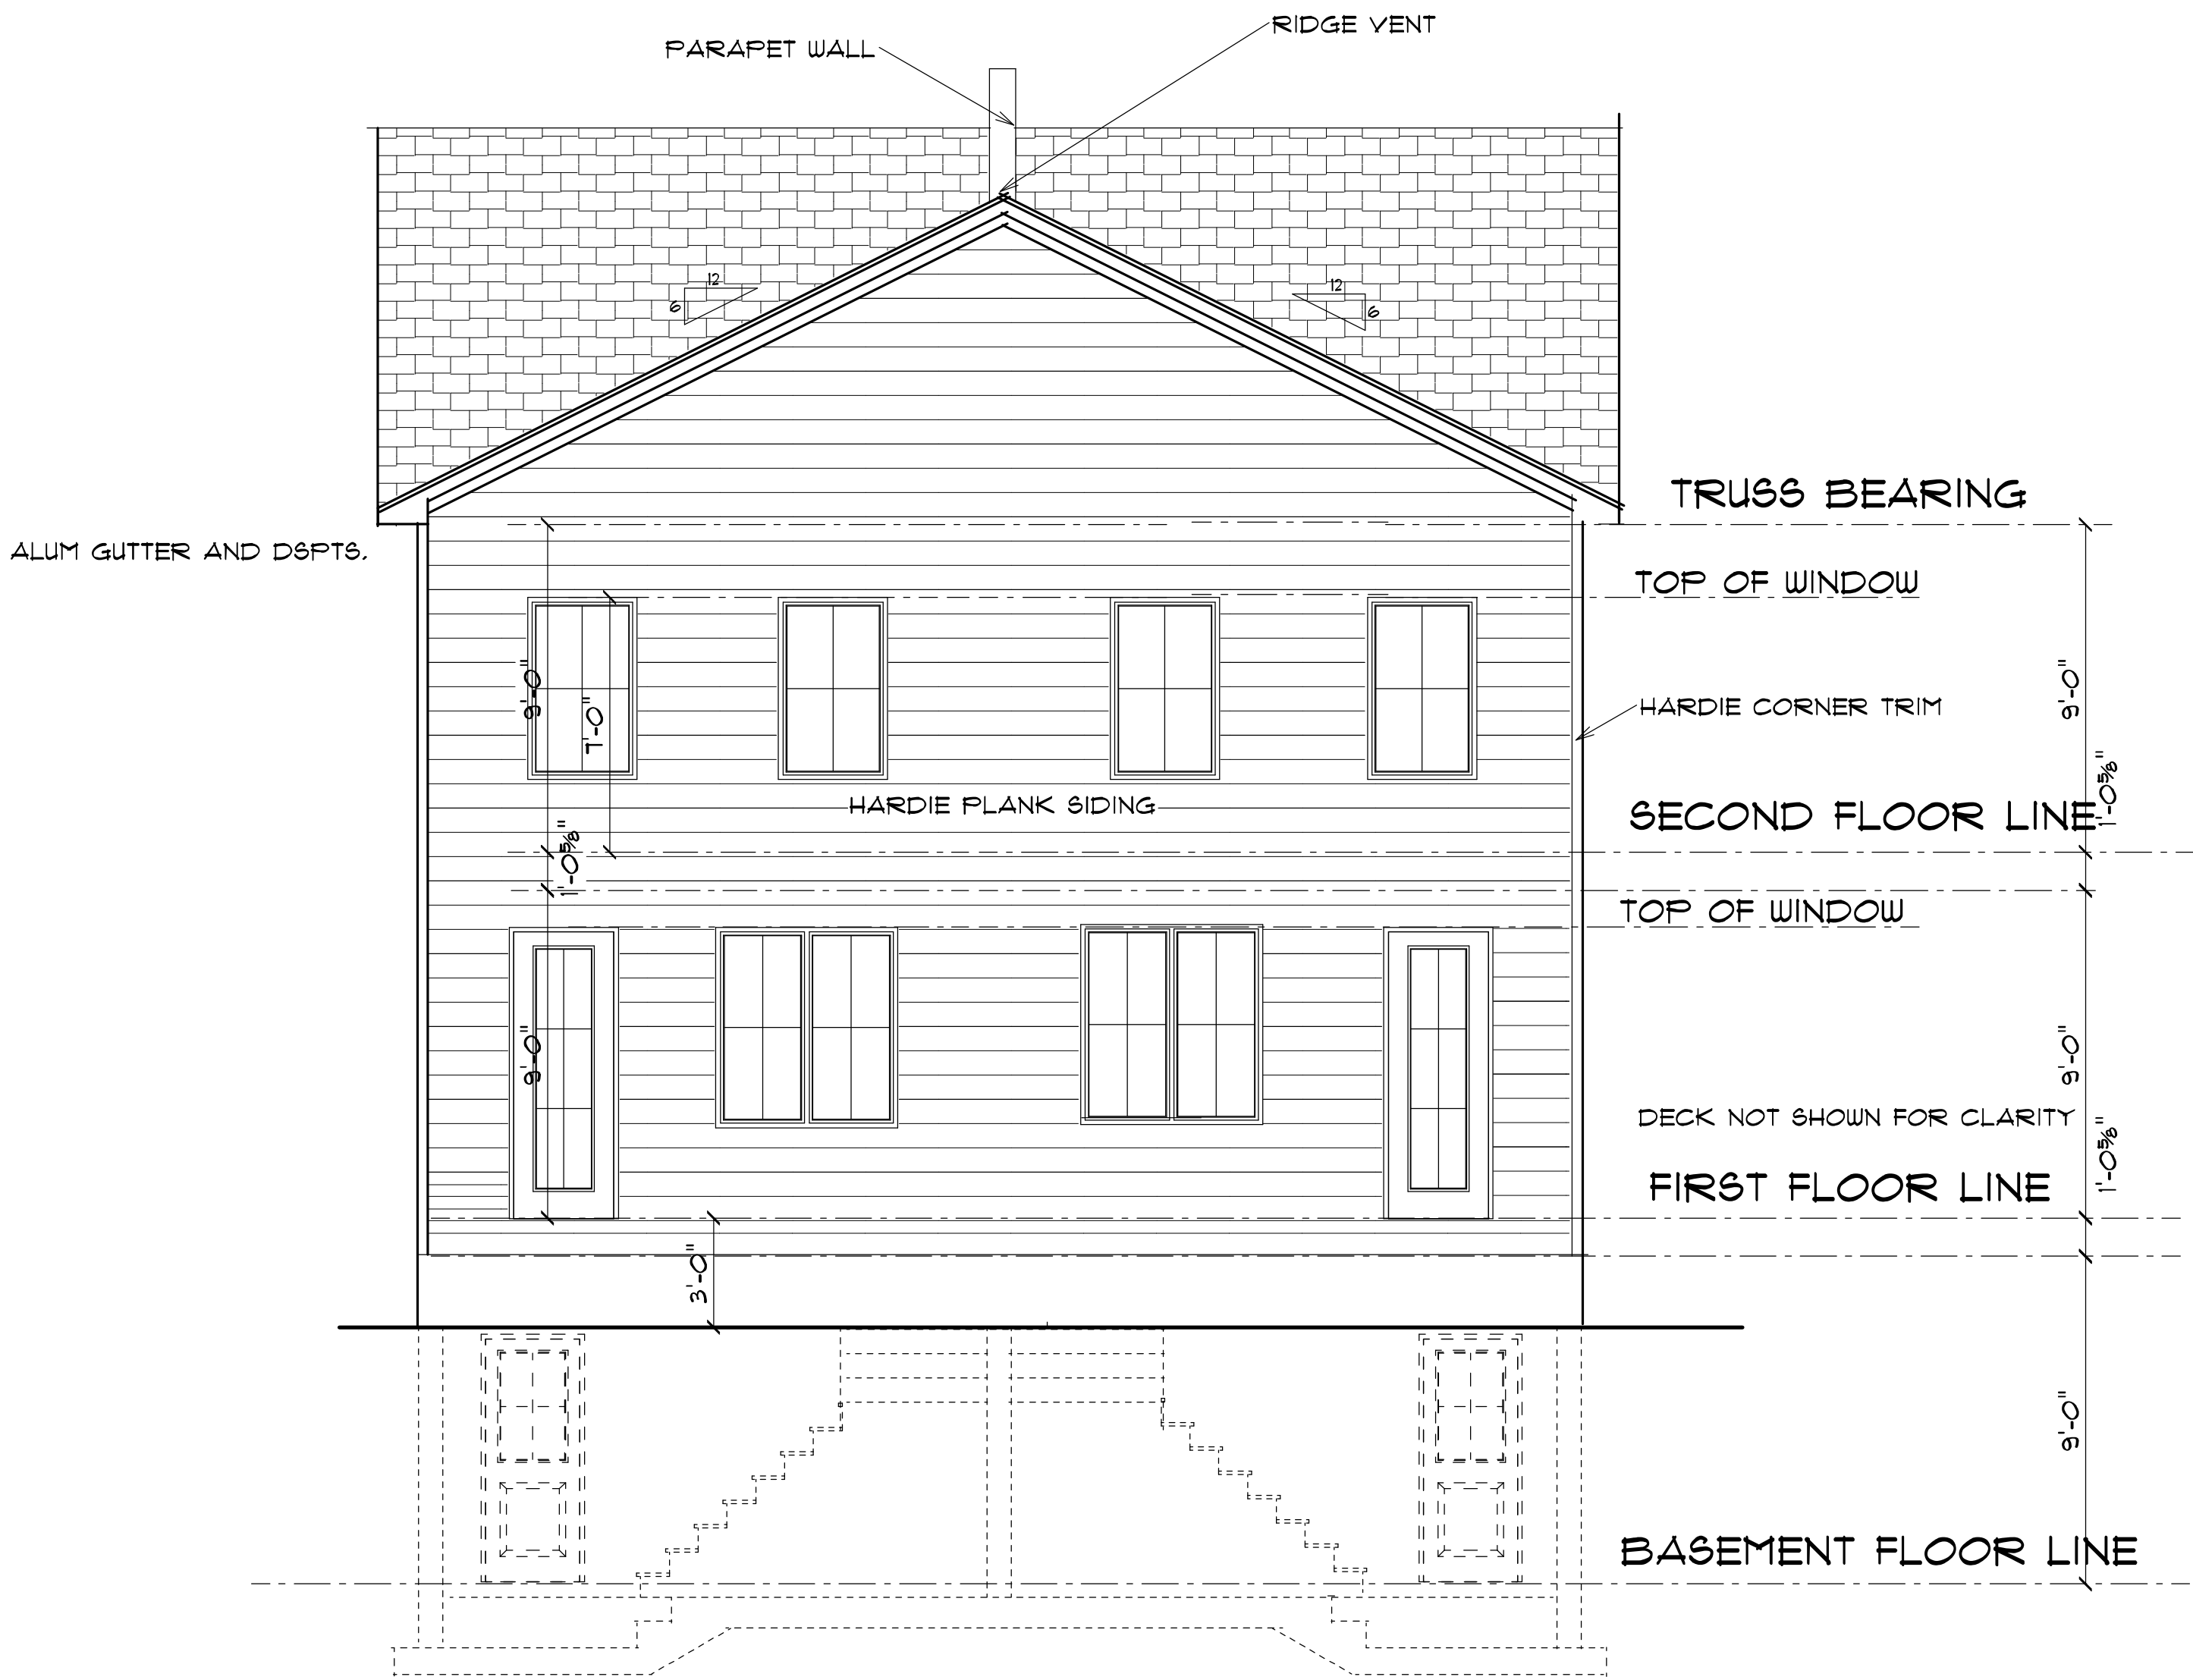 RIDGE VENT
PARAPET WALL
12
6
12
6
TRUSS BEARING
ALUM GUTTER AND DSPTS.
TOP OF WINDOW
9'-0"
7'-0"
9'-0"
HARDIE CORNER TRIM
HARDIE PLANK SIDING
SECOND FLOOR LINE
1'-0⅝"
1'-0⅝"
TOP OF WINDOW
9'-0"
9'-0"
DECK NOT SHOWN FOR CLARITY
1'-0⅝"
FIRST FLOOR LINE
3'-0"
9'-0"
BASEMENT FLOOR LINE